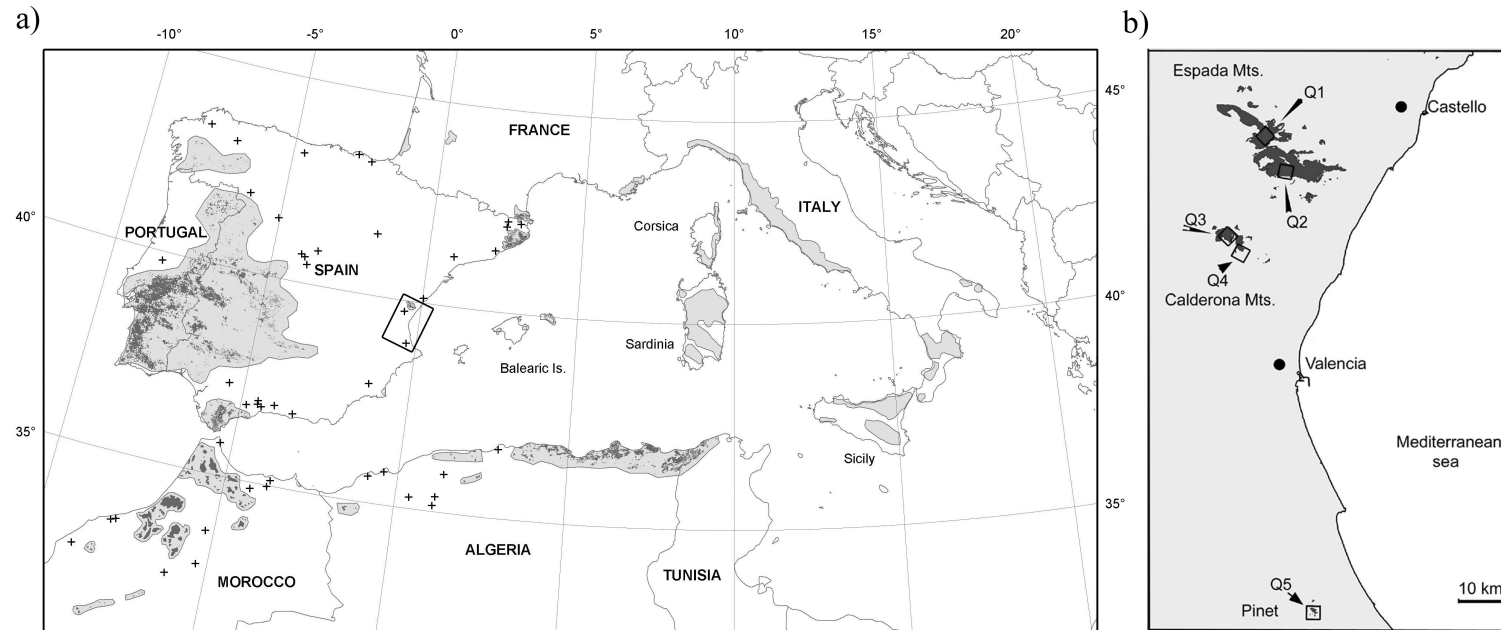 a)
-10°
-5°
0°
5°
10°
15°
20°
45°
FRANCE
ITALY
Corsica
40°
PORTUGAL
SPAIN
40°
Sardinia
Balearic Is.
35°
Sicily
35°
ALGERIA
MOROCCO
TUNISIA
b)
Espada Mts.
Q1
Castello
Q2
Q3
Q4
Calderona Mts.
Valencia
Mediterranean
sea
Q5
Pinet
10 km